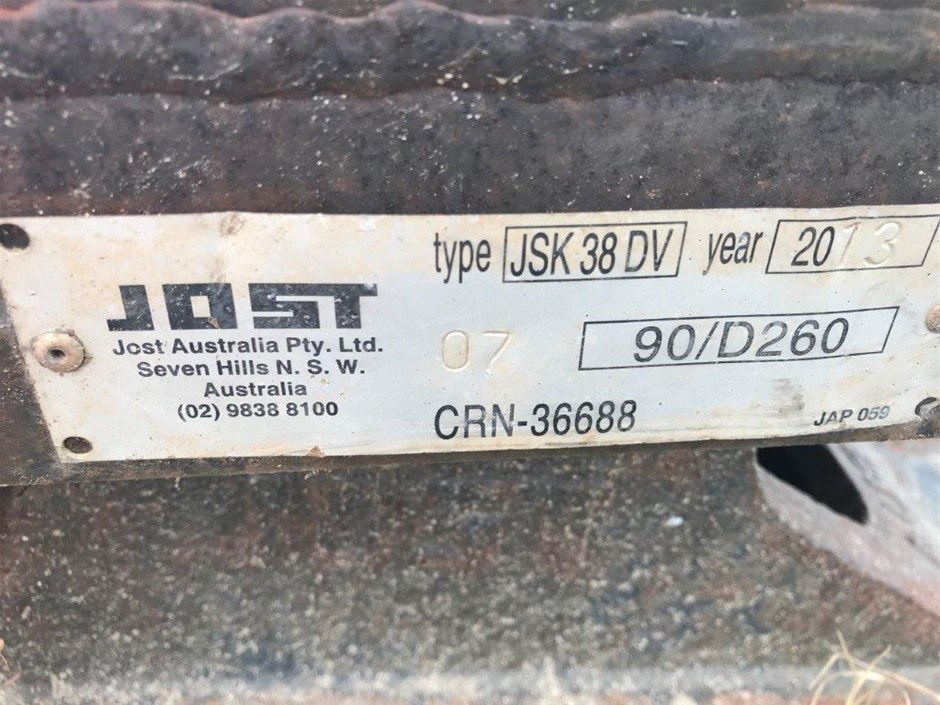 JOST
Jost Australia Pty. Ltd.
Seven Hills N. S. W.
Australia
(02) 9838 8100
type JSK 38 DV year 2013
07 90/D260
CRN-36688
JAP 059